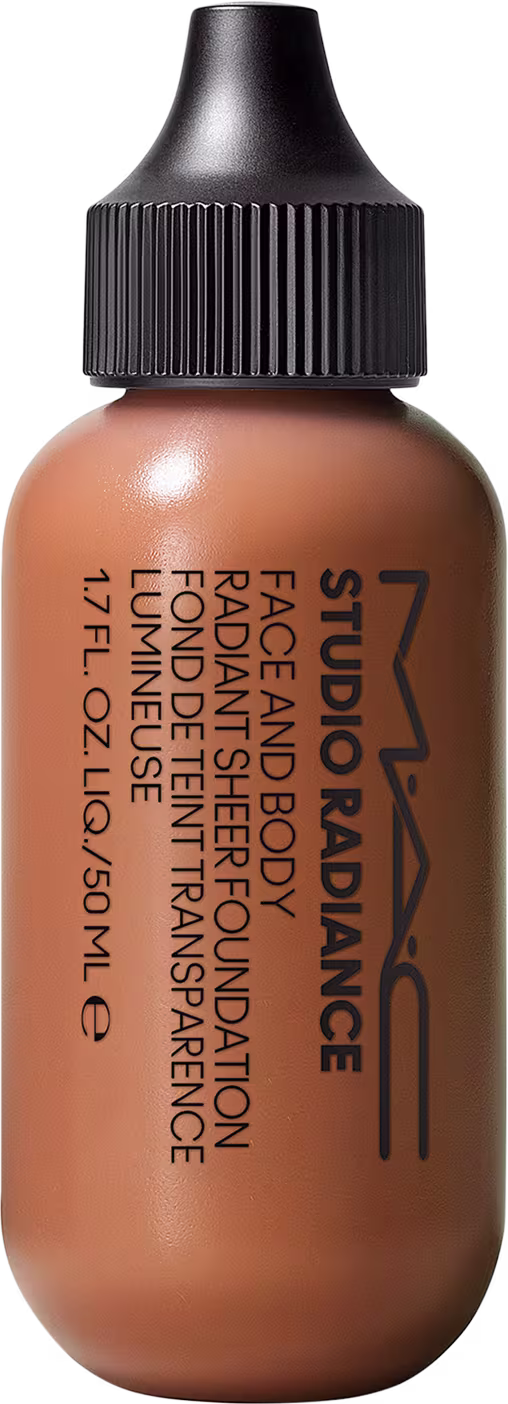 M·A·C
STUDIO RADIANCE
FACE AND BODY
RADIANT SHEER FOUNDATION
FOND DE TEINT TRANSPARENCE
LUMINEUSE
1.7 FL. OZ. LIQ./50 ML ℮